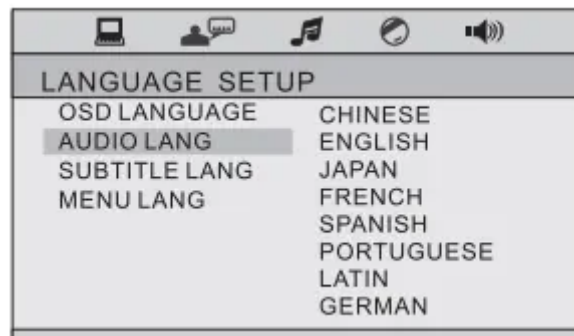 LANGUAGE SETUP
OSD LANGUAGE
AUDIO LANG
SUBTITLE LANG
MENU LANG
CHINESE
ENGLISH
JAPAN
FRENCH
SPANISH
PORTUGUESE
LATIN
GERMAN